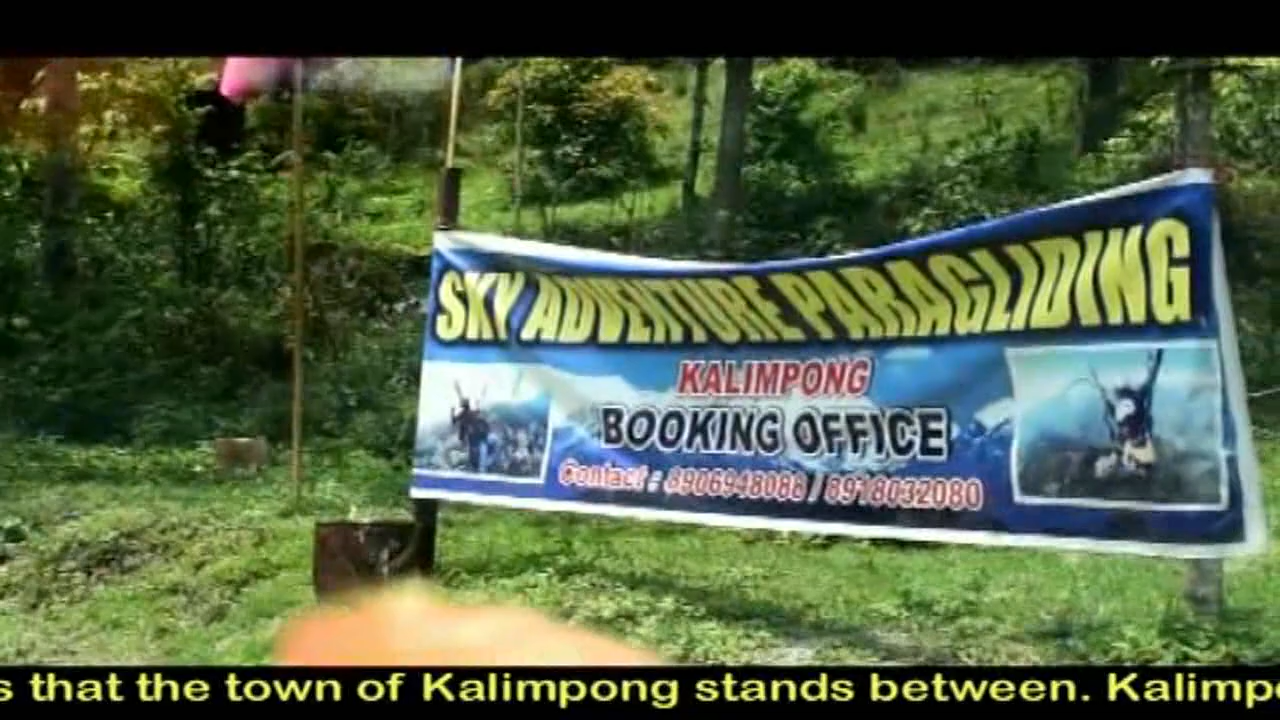 SKY ADVENTURE PARAGLIDING
KALIMPONG
BOOKING OFFICE
Contact : 8906948088 / 8918032080
s that the town of Kalimpong stands between. Kalimp